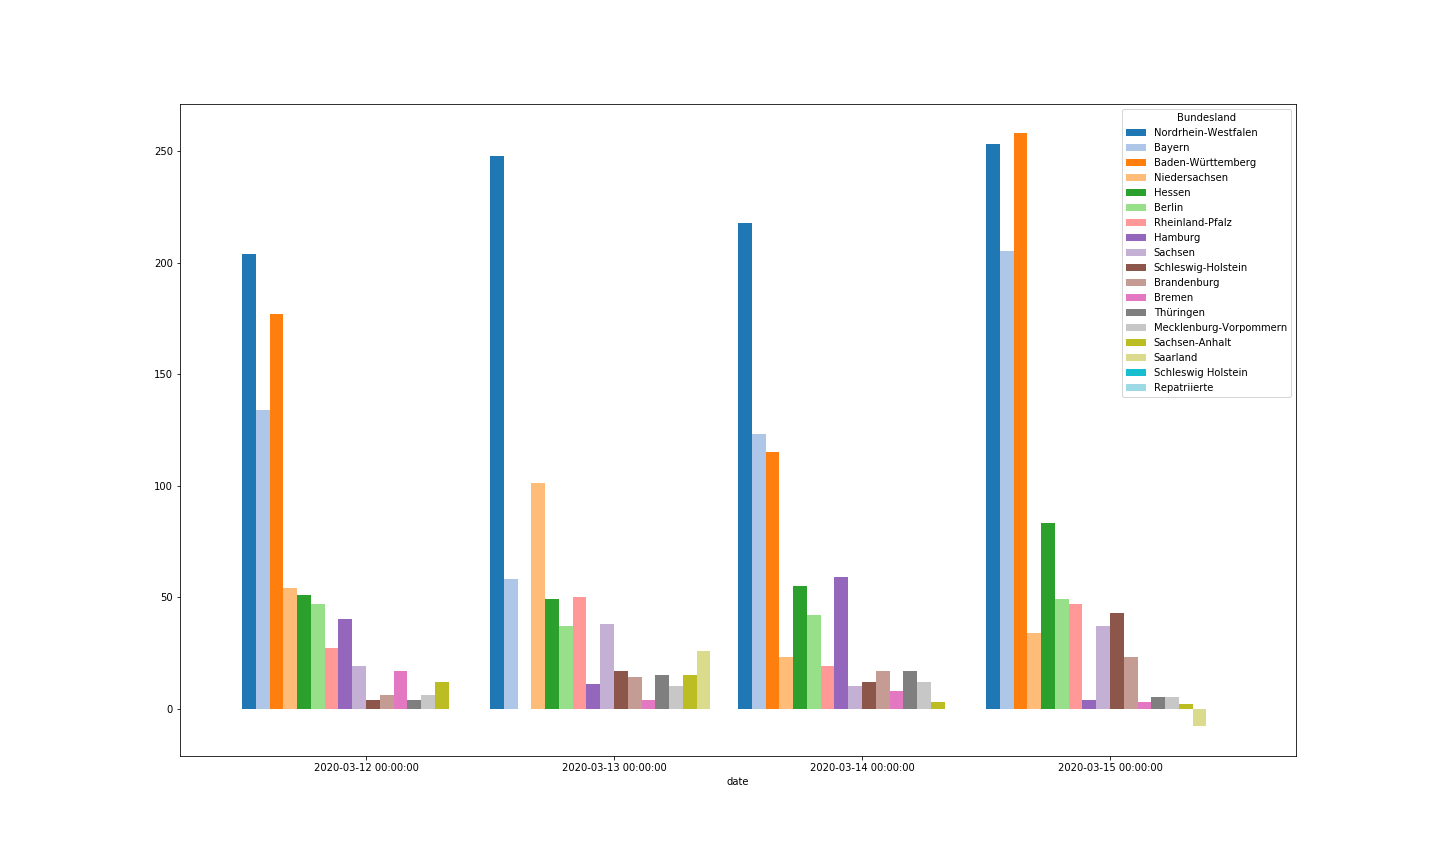 Bundesland
Nordrhein-Westfalen
Bayern
Baden-Württemberg
Niedersachsen
Hessen
Berlin
Rheinland-Pfalz
Hamburg
Sachsen
Schleswig-Holstein
Brandenburg
Bremen
Thüringen
Mecklenburg-Vorpommern
Sachsen-Anhalt
Saarland
Schleswig Holstein
Repatriierte
250
200
150
100
50
0
2020-03-12 00:00:00 2020-03-13 00:00:00 2020-03-14 00:00:00 2020-03-15 00:00:00
date